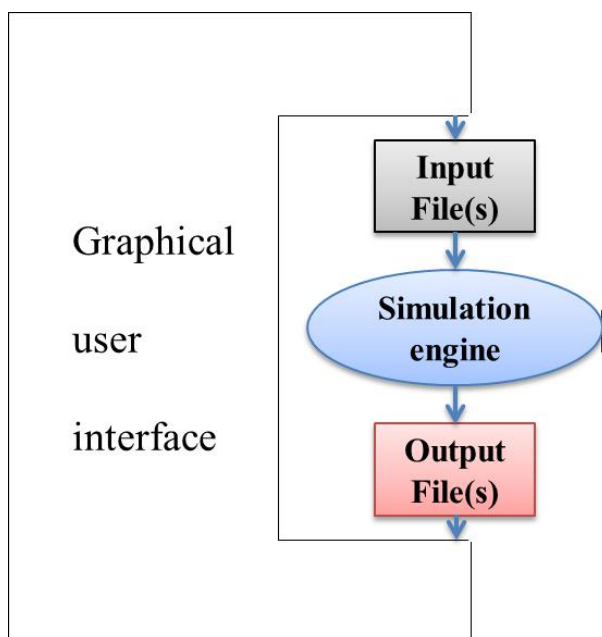 Graphical
user
interface
Input
File(s)
Simulation
engine
Output
File(s)